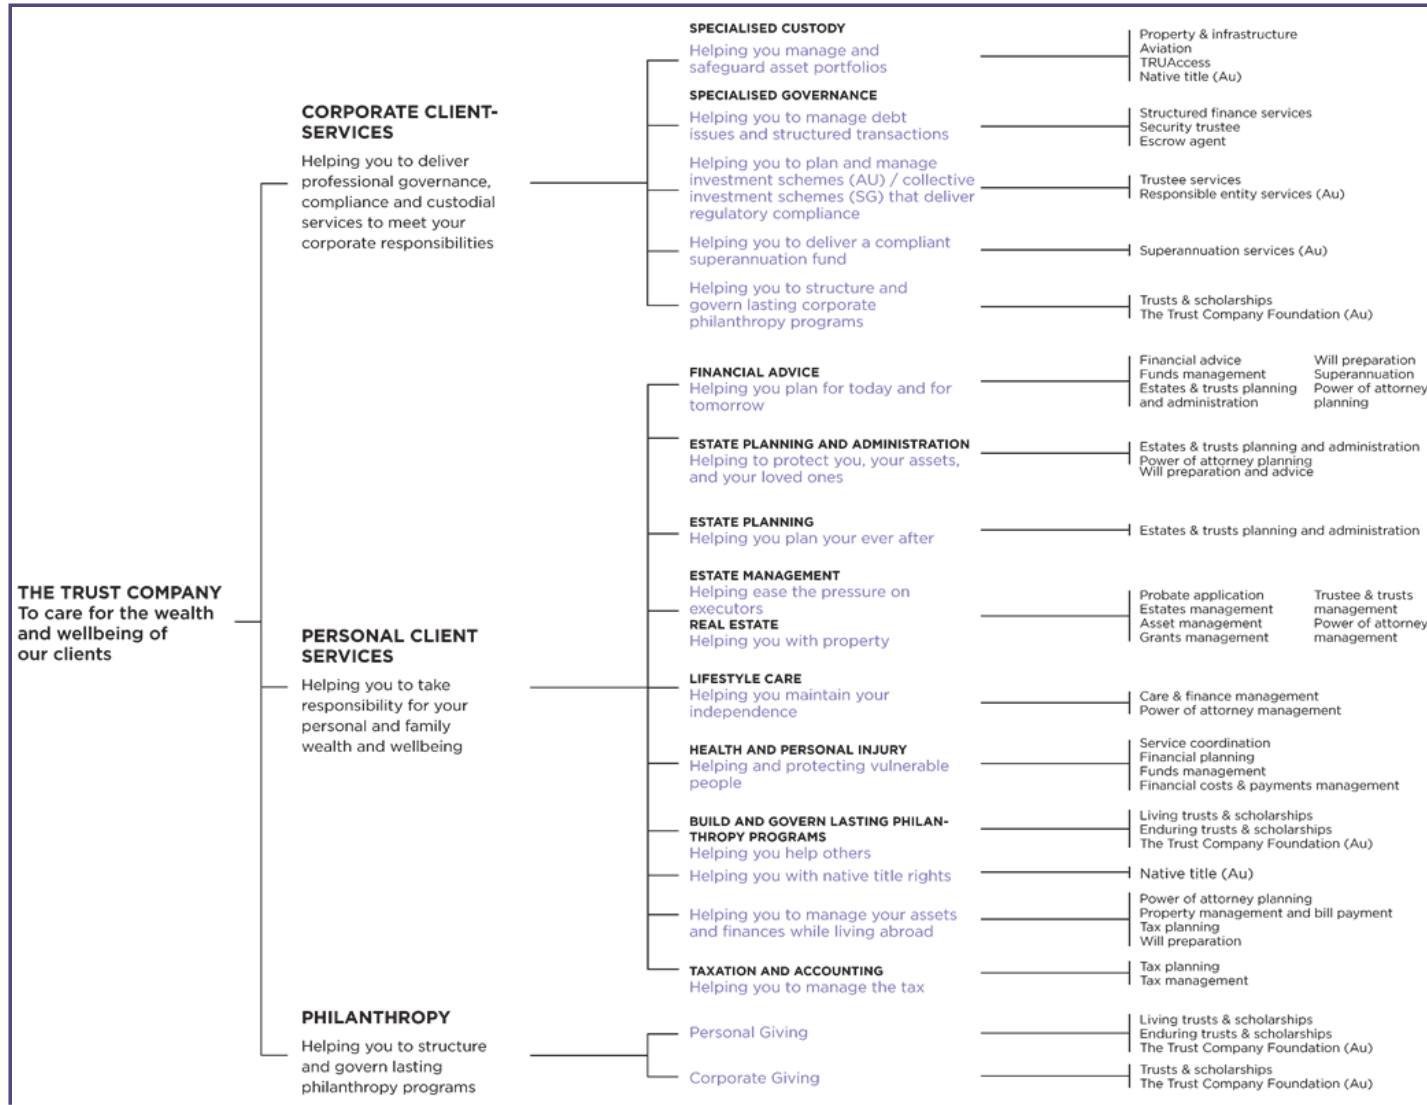 THE TRUST COMPANY
To care for the wealth
and wellbeing of
our clients
CORPORATE CLIENT-
SERVICES
Helping you to deliver
professional governance,
compliance and custodial
services to meet your
corporate responsibilities
SPECIALISED CUSTODY
Helping you manage and
safeguard asset portfolios
Property & infrastructure
Aviation
TRUAccess
Native title (Au)
SPECIALISED GOVERNANCE
Helping you to manage debt
issues and structured transactions
Structured finance services
Security trustee
Escrow agent
Helping you to plan and manage
investment schemes (AU) / collective
investment schemes (SG) that deliver
regulatory compliance
Trustee services
Responsible entity services (Au)
Helping you to deliver a compliant
superannuation fund
Superannuation services (Au)
Helping you to structure and
govern lasting corporate
philanthropy programs
Trusts & scholarships
The Trust Company Foundation (Au)
PERSONAL CLIENT
SERVICES
Helping you to take
responsibility for your
personal and family
wealth and wellbeing
FINANCIAL ADVICE
Helping you plan for today and for
tomorrow
Financial advice
Funds management
Estates & trusts planning
and administration
Will preparation
Superannuation
Power of attorney
planning
ESTATE PLANNING AND ADMINISTRATION
Helping to protect you, your assets,
and your loved ones
Estates & trusts planning and administration
Power of attorney planning
Will preparation and advice
ESTATE PLANNING
Helping you plan your ever after
Estates & trusts planning and administration
ESTATE MANAGEMENT
Helping ease the pressure on
executors
REAL ESTATE
Helping you with property
Probate application
Estates management
Asset management
Grants management
Trustee & trusts
management
Power of attorney
management
LIFESTYLE CARE
Helping you maintain your
independence
Care & finance management
Power of attorney management
HEALTH AND PERSONAL INJURY
Helping and protecting vulnerable
people
Service coordination
Financial planning
Funds management
Financial costs & payments management
BUILD AND GOVERN LASTING PHILAN-
THROPY PROGRAMS
Helping you help others
Living trusts & scholarships
Enduring trusts & scholarships
The Trust Company Foundation (Au)
Helping you with native title rights
Native title (Au)
Helping you to manage your assets
and finances while living abroad
Power of attorney planning
Property management and bill payment
Tax planning
Will preparation
TAXATION AND ACCOUNTING
Helping you to manage the tax
Tax planning
Tax management
PHILANTHROPY
Helping you to structure
and govern lasting
philanthropy programs
Personal Giving
Living trusts & scholarships
Enduring trusts & scholarships
The Trust Company Foundation (Au)
Corporate Giving
Trusts & scholarships
The Trust Company Foundation (Au)